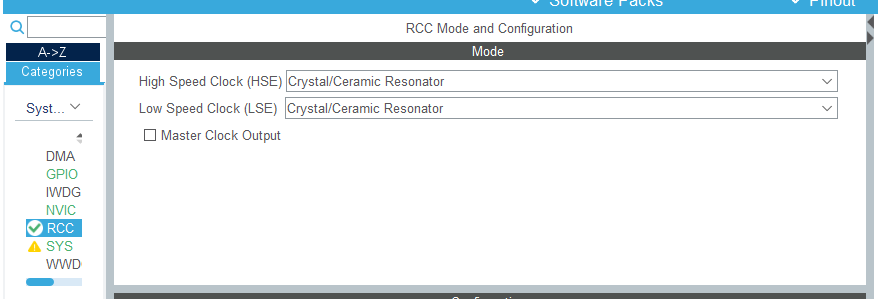 Software Packs
Pinout
RCC Mode and Configuration
A->Z
Mode
Categories
High Speed Clock (HSE) Crystal/Ceramic Resonator
Syst...
Low Speed Clock (LSE) Crystal/Ceramic Resonator
Master Clock Output
DMA
GPIO
IWDG
NVIC
RCC
SYS
WWD